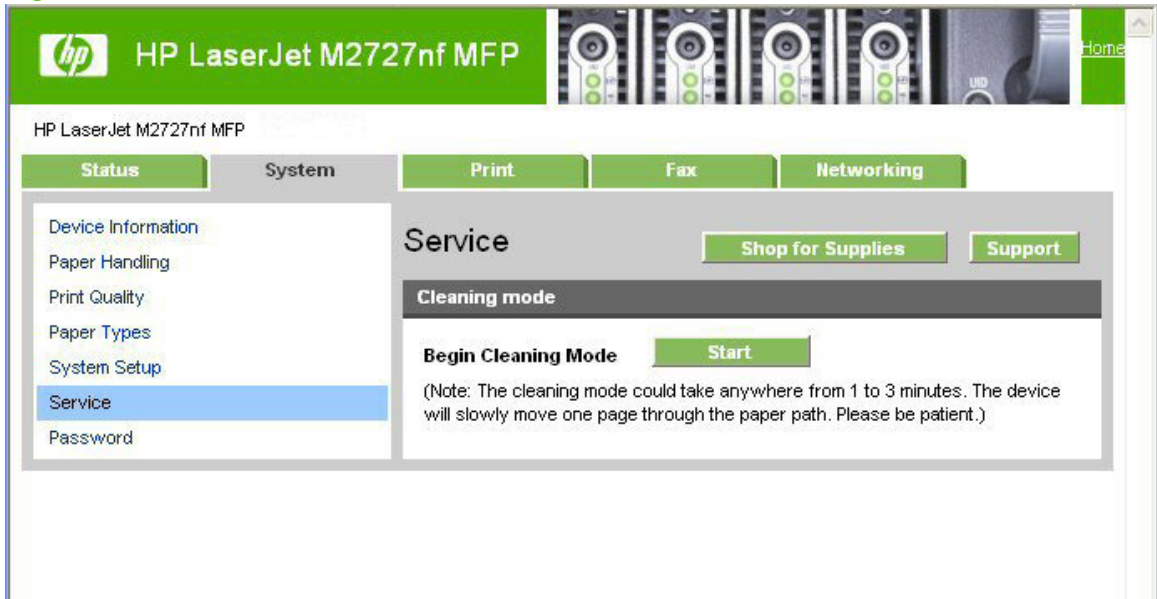 hp
HP LaserJet M2727nf MFP
UID
Home
HP LaserJet M2727nf MFP
Status
System
Print
Fax
Networking
Device Information
Paper Handling
Print Quality
Paper Types
System Setup
Service
Password
Service
Shop for Supplies
Support
Cleaning mode
Begin Cleaning Mode
Start
(Note: The cleaning mode could take anywhere from 1 to 3 minutes. The device
will slowly move one page through the paper path. Please be patient.)